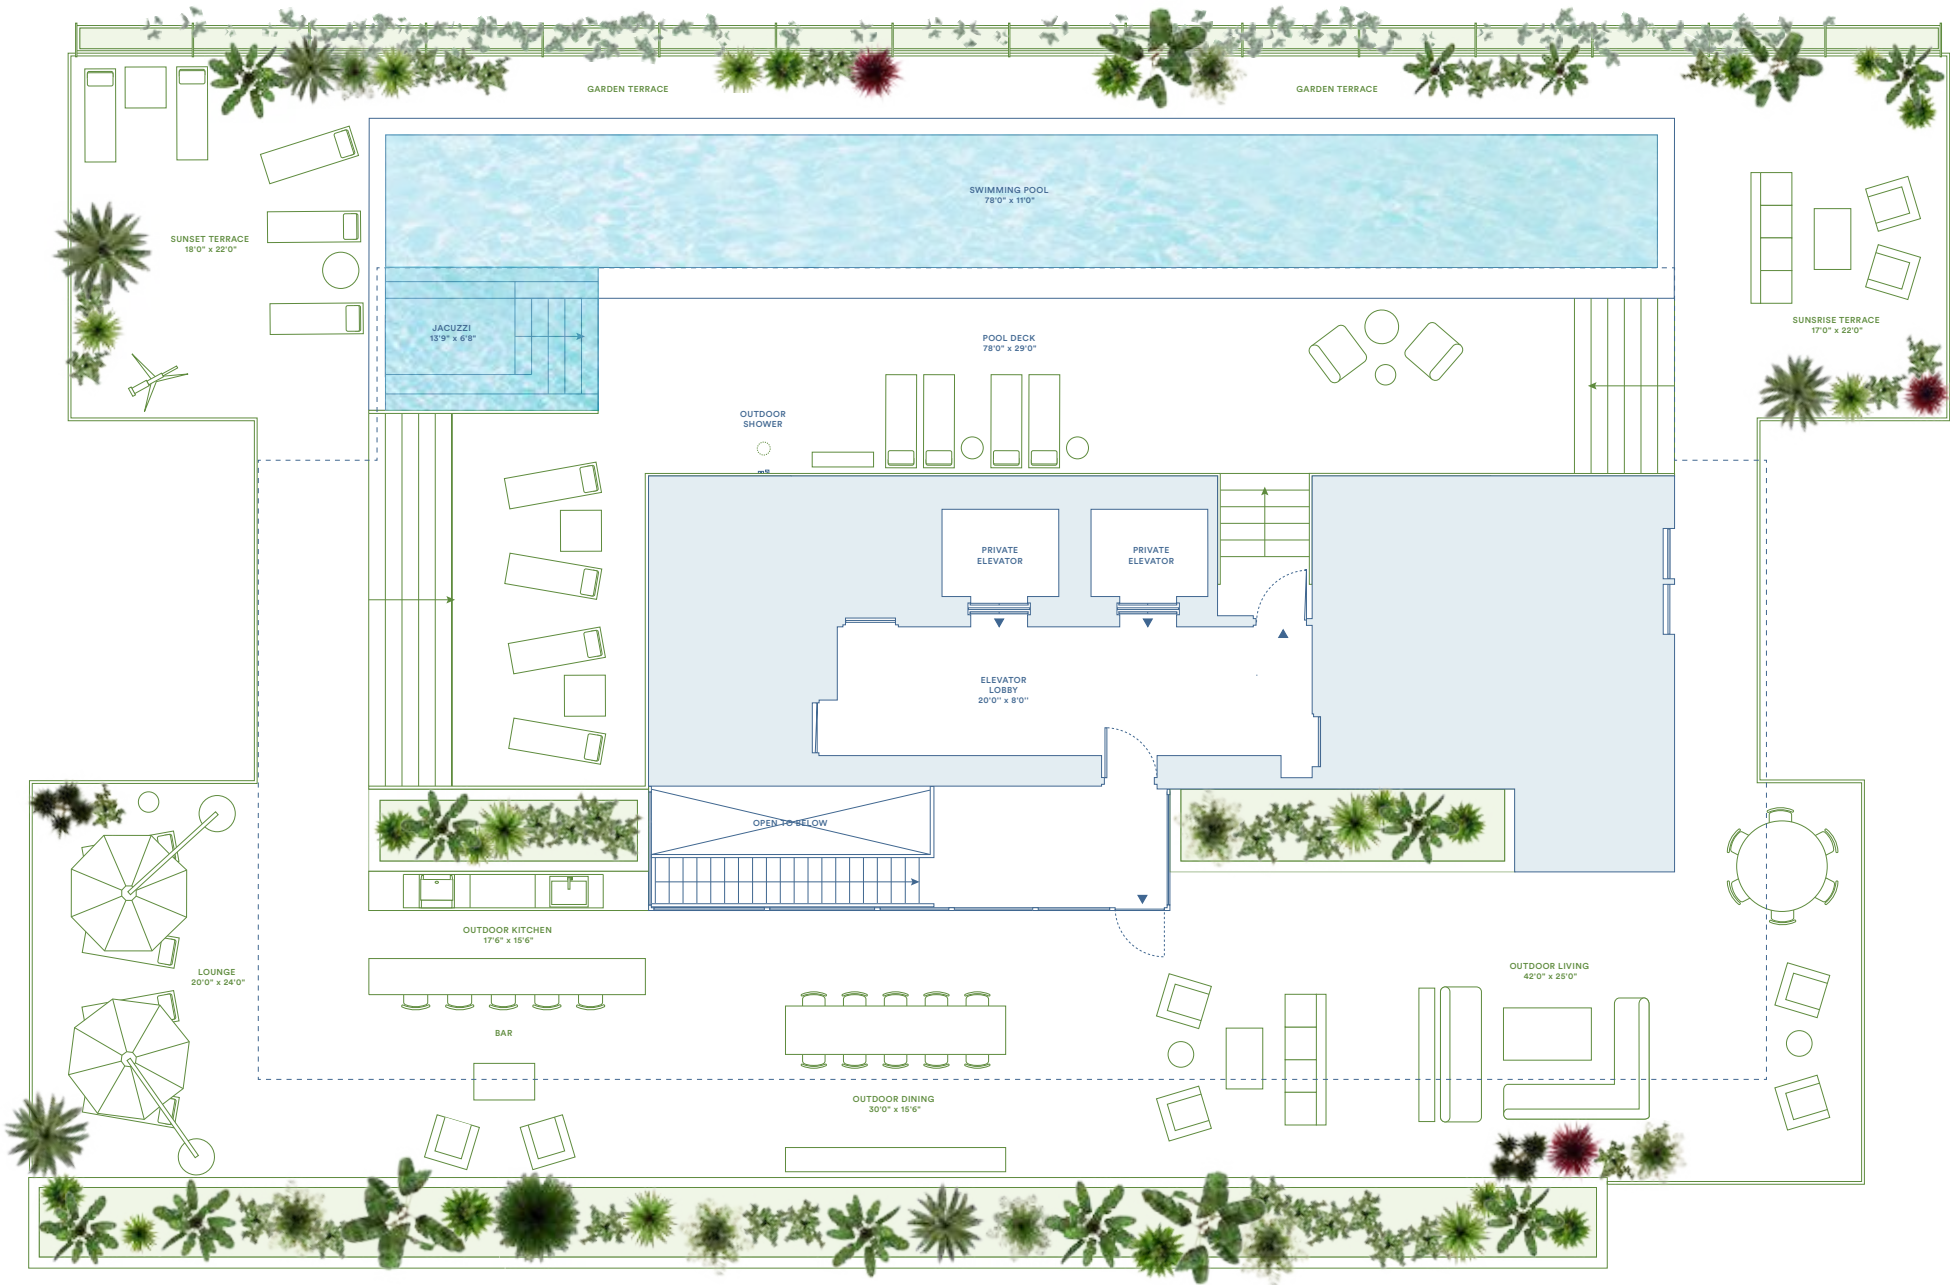 GARDEN TERRACE
GARDEN TERRACE
SWIMMING POOL
78'0" x 11'0"
SUNSET TERRACE
18'0" x 22'0"
SUNSRISE TERRACE
17'0" x 22'0"
JACUZZI
13'9" x 6'8"
POOL DECK
78'0" x 29'0"
OUTDOOR
SHOWER
PRIVATE
ELEVATOR
PRIVATE
ELEVATOR
ELEVATOR
LOBBY
20'0" x 8'0"
OPEN TO BELOW
OUTDOOR KITCHEN
17'6" x 15'6"
LOUNGE
20'0" x 24'0"
OUTDOOR LIVING
42'0" x 25'0"
BAR
OUTDOOR DINING
30'0" x 15'6"